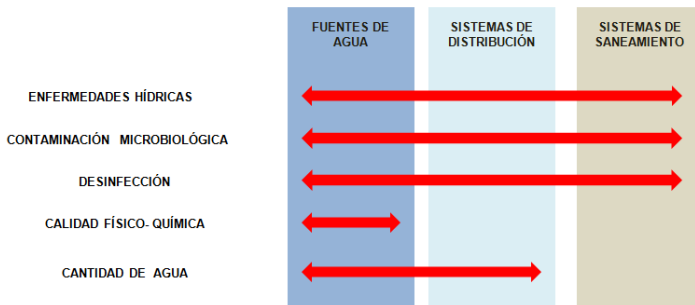 FUENTES DE
AGUA
SISTEMAS DE
DISTRIBUCIÓN
SISTEMAS DE
SANEAMIENTO
ENFERMEDADES HÍDRICAS
CONTAMINACIÓN MICROBIOLÓGICA
DESINFECCIÓN
CALIDAD FÍSICO- QUÍMICA
CANTIDAD DE AGUA